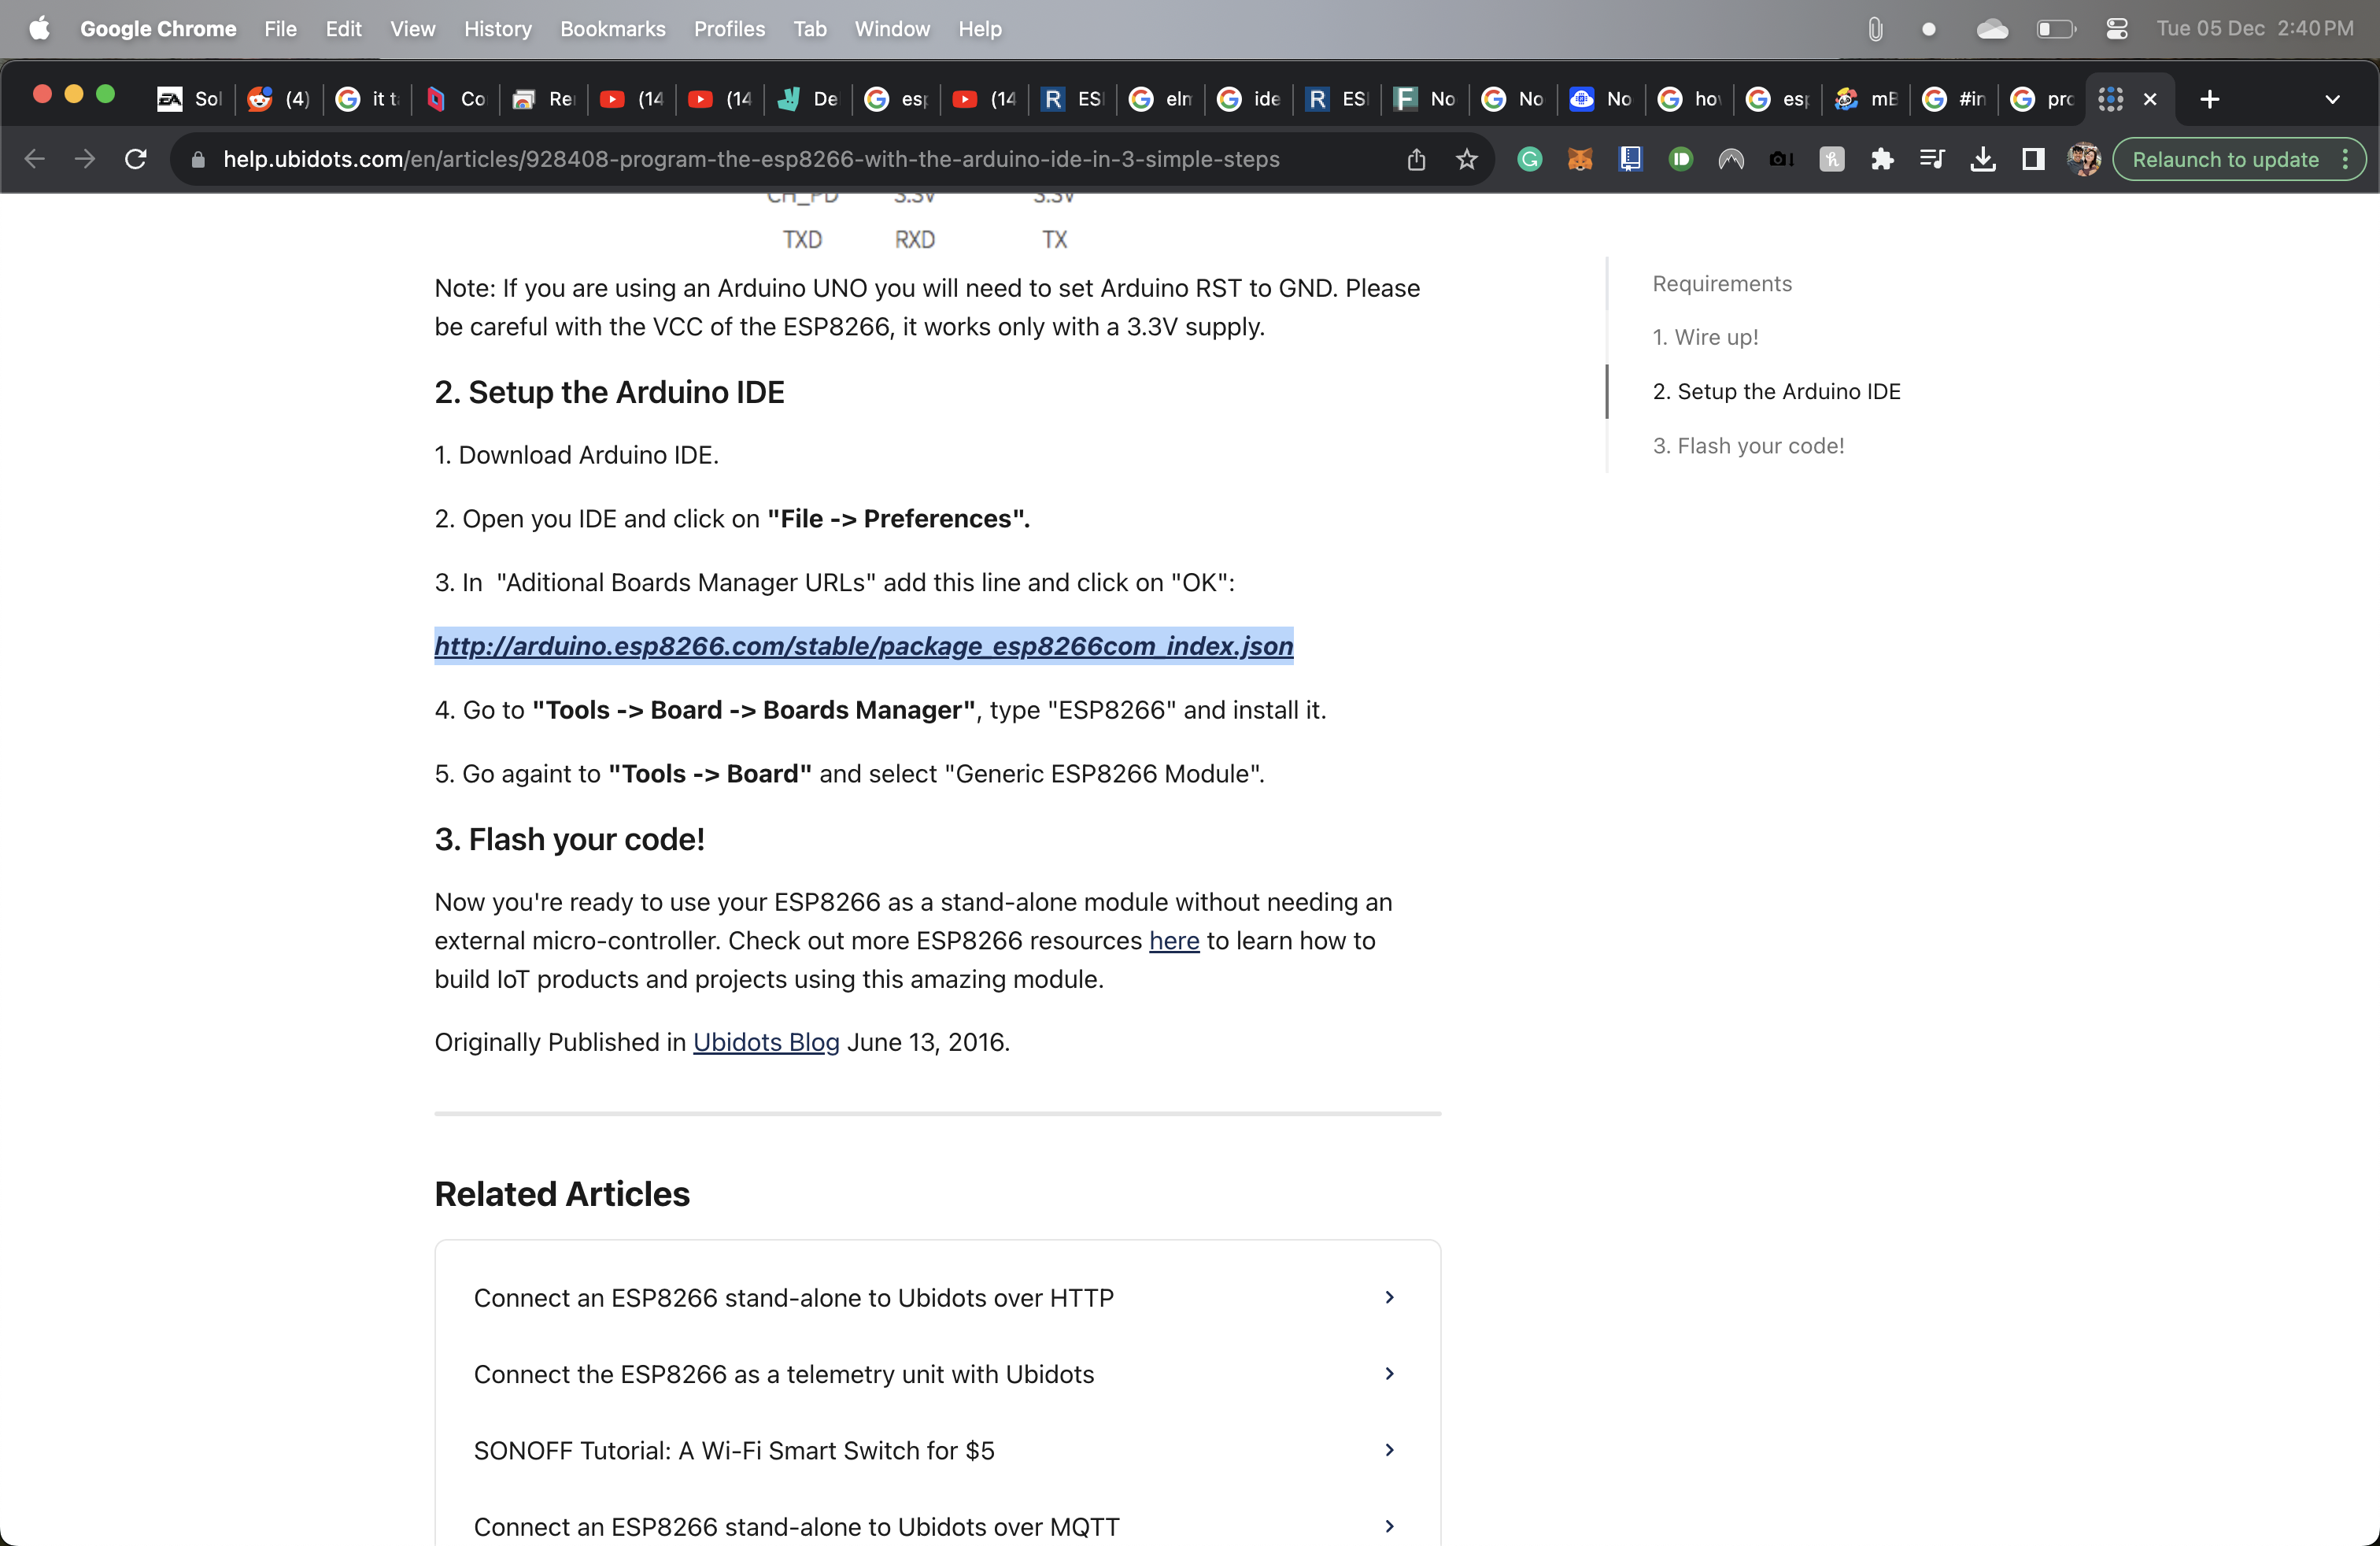 Google Chrome File Edit View History Bookmarks Profiles Tab Window Help Tue 05 Dec 2:40 PM
Sol (4) it t Co Re (14 (14 De esp (14 ES elm ide ES No No No how esp mB #in pro
help.ubidots.com/en/articles/928408-program-the-esp8266-with-the-arduino-ide-in-3-simple-steps Relaunch to update
CH_PD 3.3V 3.3V
TXD RXD TX
Note: If you are using an Arduino UNO you will need to set Arduino RST to GND. Please
be careful with the VCC of the ESP8266, it works only with a 3.3V supply.
2. Setup the Arduino IDE
1. Download Arduino IDE.
2. Open you IDE and click on "File -> Preferences".
3. In "Aditional Boards Manager URLs" add this line and click on "OK":
http://arduino.esp8266.com/stable/package_esp8266com_index.json
4. Go to "Tools -> Board -> Boards Manager", type "ESP8266" and install it.
5. Go againt to "Tools -> Board" and select "Generic ESP8266 Module".
3. Flash your code!
Now you're ready to use your ESP8266 as a stand-alone module without needing an
external micro-controller. Check out more ESP8266 resources here to learn how to
build IoT products and projects using this amazing module.
Originally Published in Ubidots Blog June 13, 2016.
Related Articles
Connect an ESP8266 stand-alone to Ubidots over HTTP
Connect the ESP8266 as a telemetry unit with Ubidots
SONOFF Tutorial: A Wi-Fi Smart Switch for $5
Connect an ESP8266 stand-alone to Ubidots over MQTT
Requirements
1. Wire up!
2. Setup the Arduino IDE
3. Flash your code!